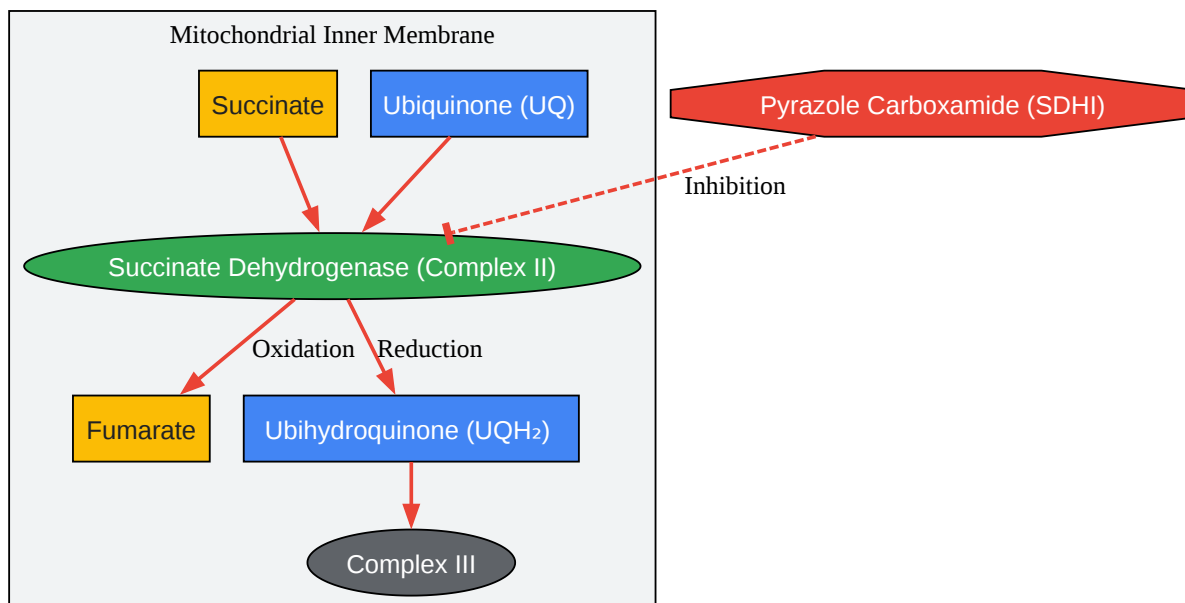 Mitochondrial Inner Membrane
Succinate
Ubiquinone (UQ)
Pyrazole Carboxamide (SDHI)
Inhibition
Succinate Dehydrogenase (Complex II)
Oxidation
Reduction
Fumarate
Ubihydroquinone (UQH₂)
Complex III